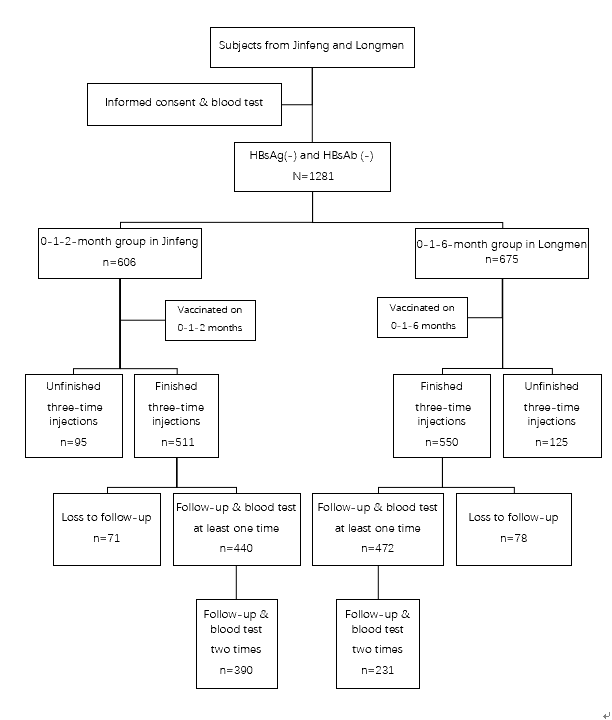 Subjects from Jinfeng and Longmen
Informed consent & blood test
HBsAg(-) and HBsAb (-)
N=1281
0-1-2-month group in Jinfeng
n=606
0-1-6-month group in Longmen
n=675
Vaccinated on
0-1-2 months
Vaccinated on
0-1-6 months
Unfinished
three-time
injections
n=95
Finished
three-time
injections
n=511
Finished
three-time
injections
n=550
Unfinished
three-time
injections
n=125
Loss to follow-up
n=71
Follow-up & blood test
at least one time
n=440
Follow-up & blood test
at least one time
n=472
Loss to follow-up
n=78
Follow-up &
blood test
two times
n=390
Follow-up &
blood test
two times
n=231